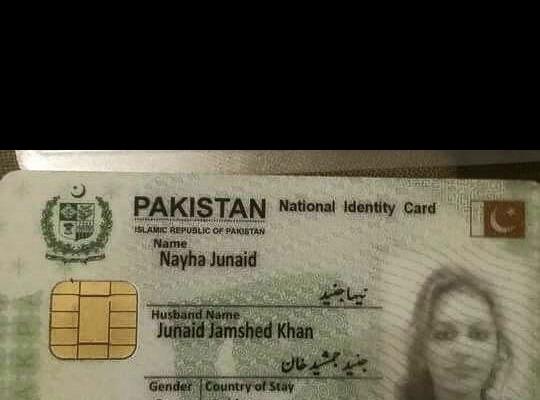 PAKISTAN National Identity Card
ISLAMIC REPUBLIC OF PAKISTAN
Name
Nayha Junaid
نیہا جنید
Husband Name
Junaid Jamshed Khan
جنید جمشید خان
Gender Country of Stay